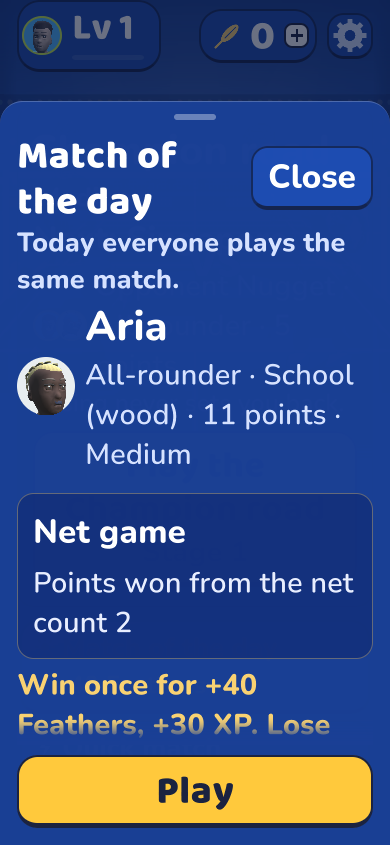 Lv 1
0
Match of
the day
Close
Today everyone plays the
same match.
Aria
All-rounder · School
(wood) · 11 points ·
Medium
Net game
Points won from the net
count 2
Win once for +40
Feathers, +30 XP. Lose
Play